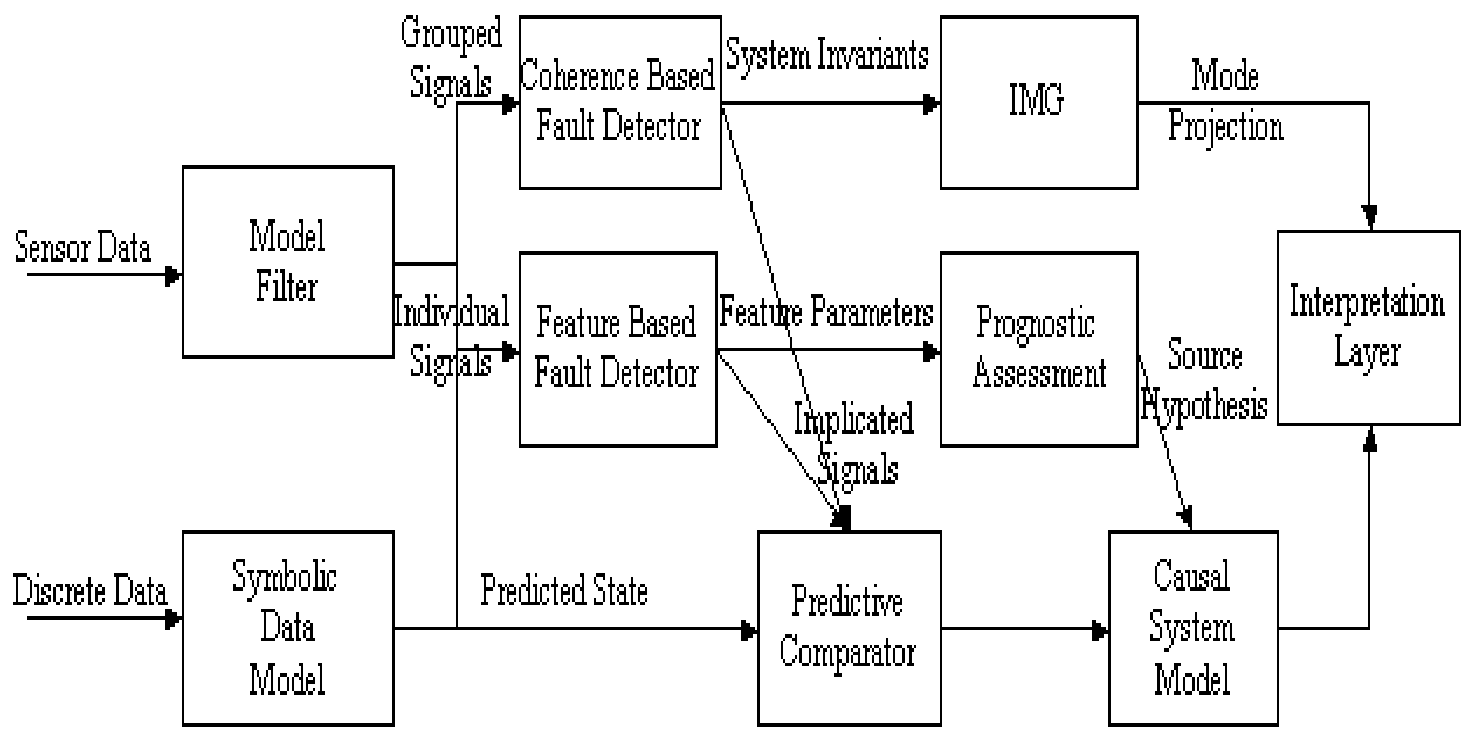 Grouped
Signals
Coherence Based
Fault Detector
System Invariants
IMG
Mode
Projection
Sensor Data
Model
Filter
Individual
Signals
Feature Based
Fault Detector
Feature Parameters
Prognostic
Assessment
Source
Hypothesis
Interpretation
Layer
Implicated
Signals
Discrete Data
Symbolic
Data
Model
Predicted State
Predictive
Comparator
Causal
System
Model